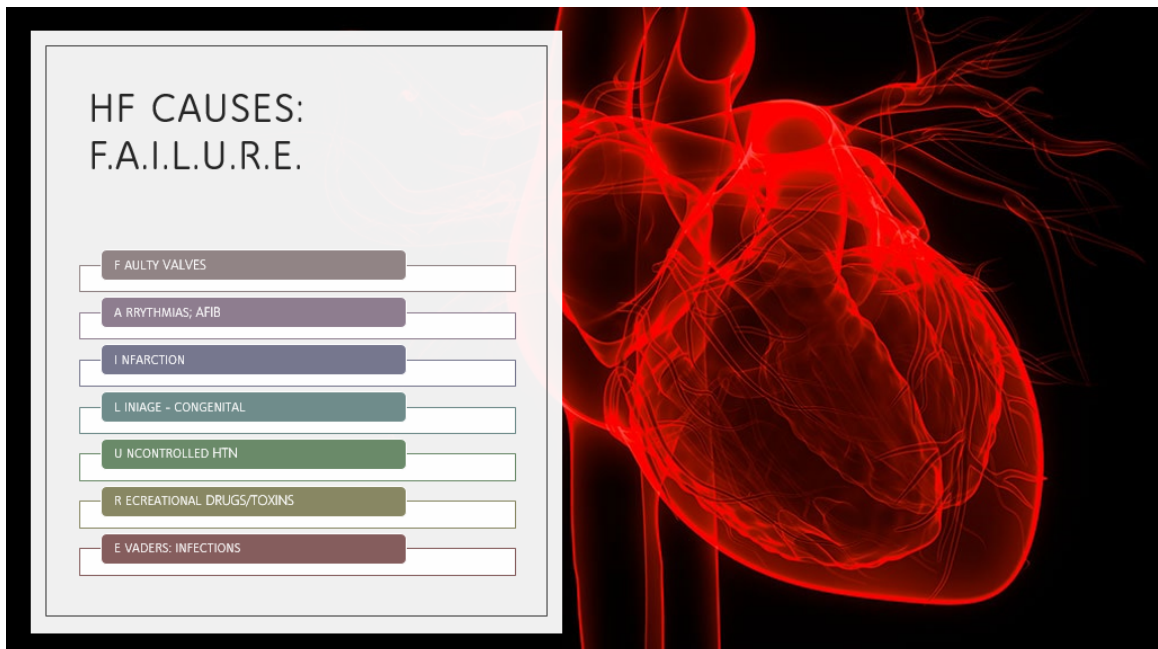 HF CAUSES:
F.A.I.L.U.R.E.
F AULTY VALVES
A RRYTHMIAS; AFIB
I NFARCTION
L INIAGE - CONGENITAL
U NCONTROLLED HTN
R ECREATIONAL DRUGS/TOXINS
E VADERS: INFECTIONS